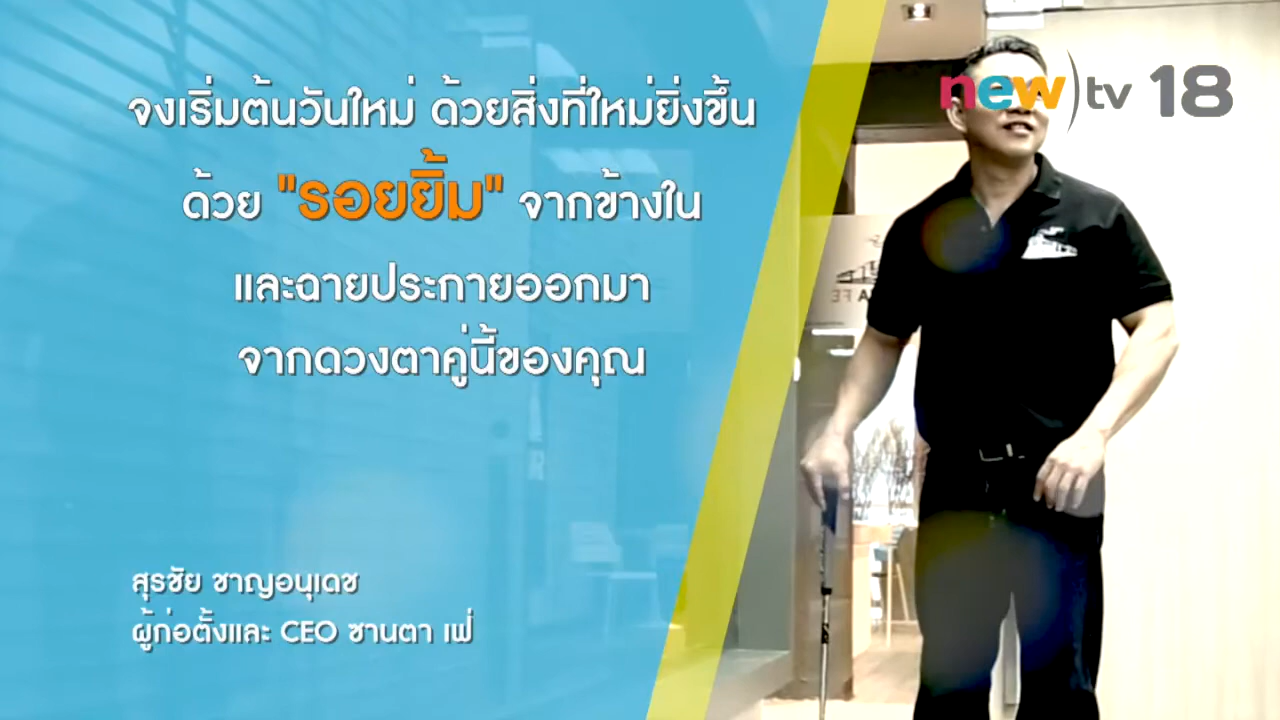 new)tv 18
จงเริ่มต้นวันใหม่ ด้วยสิ่งที่ใหม่ยิ่งขึ้น
ด้วย "รอยยิ้ม" จากข้างใน
และฉายประกายออกมา
จากดวงตาคู่นี้ของคุณ
สุรชัย ชาญอนุเดช
ผู้ก่อตั้งและ CEO ซานตา เฟ่